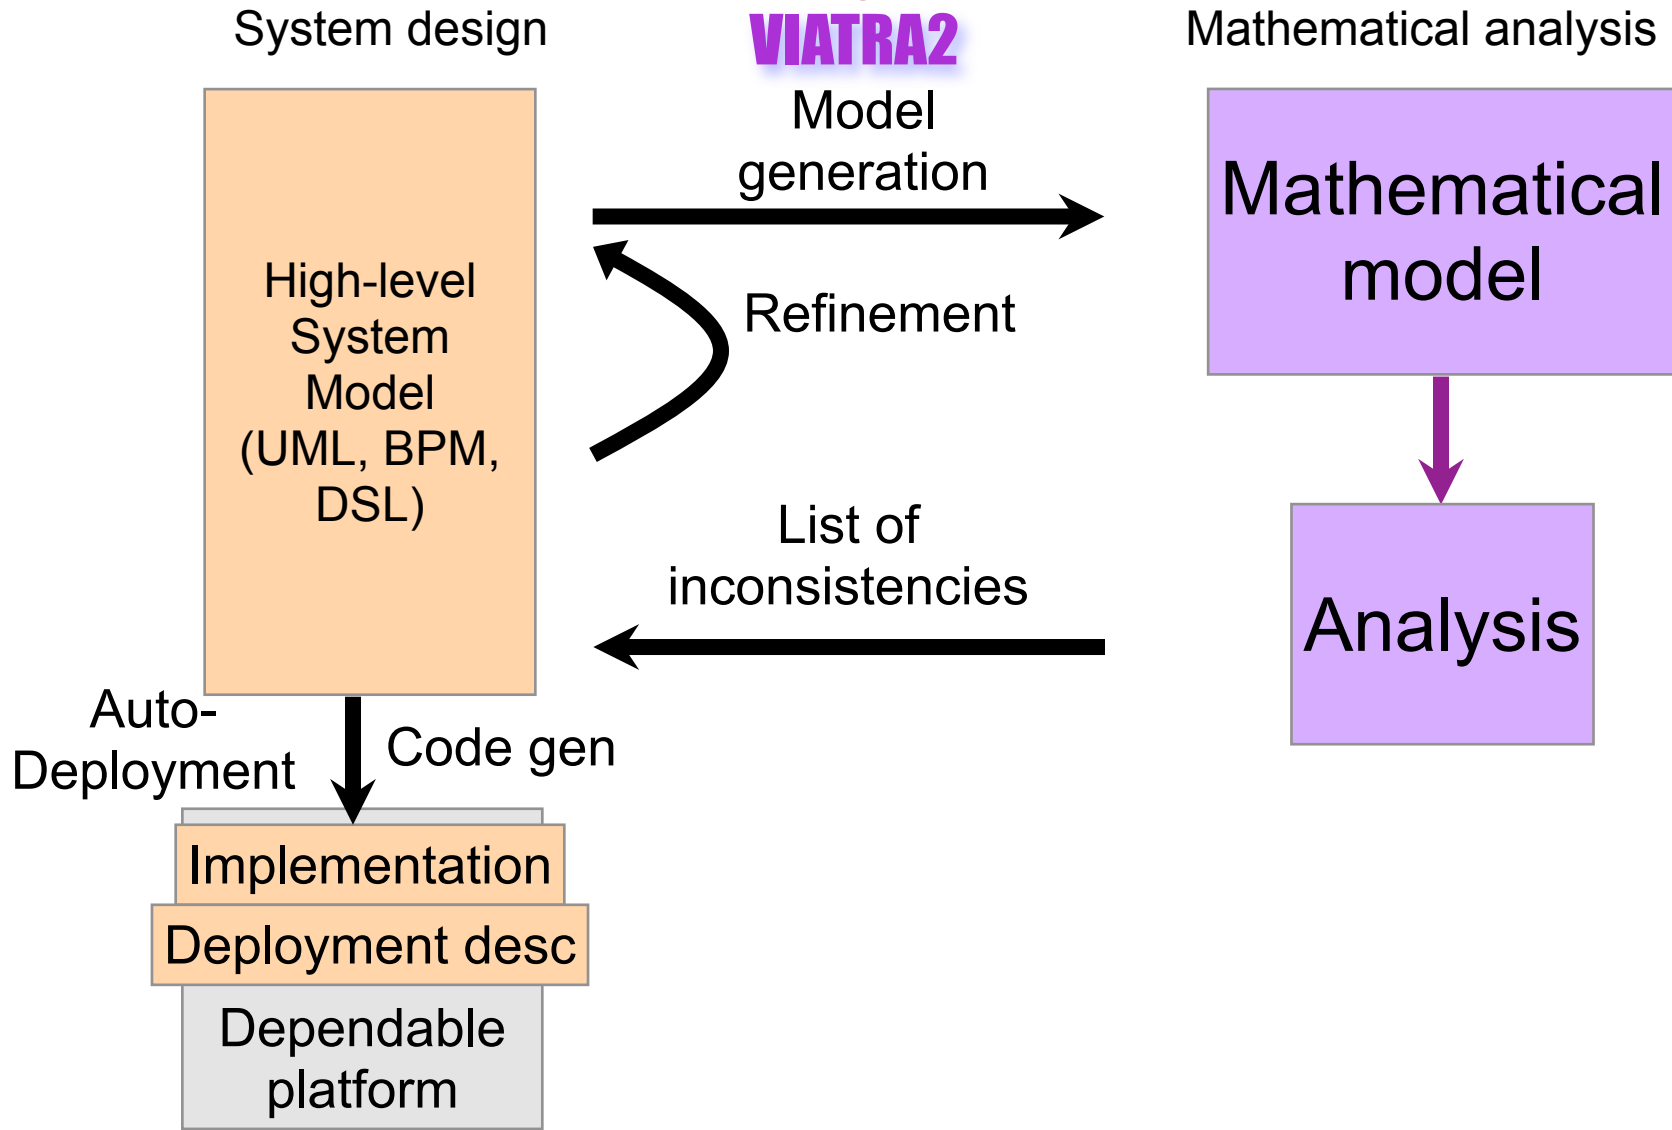 System design
VIATRA2
Mathematical analysis
Model
generation
Mathematical
model
High-level
System
Model
(UML, BPM,
DSL)
Refinement
List of
inconsistencies
Analysis
Auto-
Deployment
Code gen
Implementation
Deployment desc
Dependable
platform